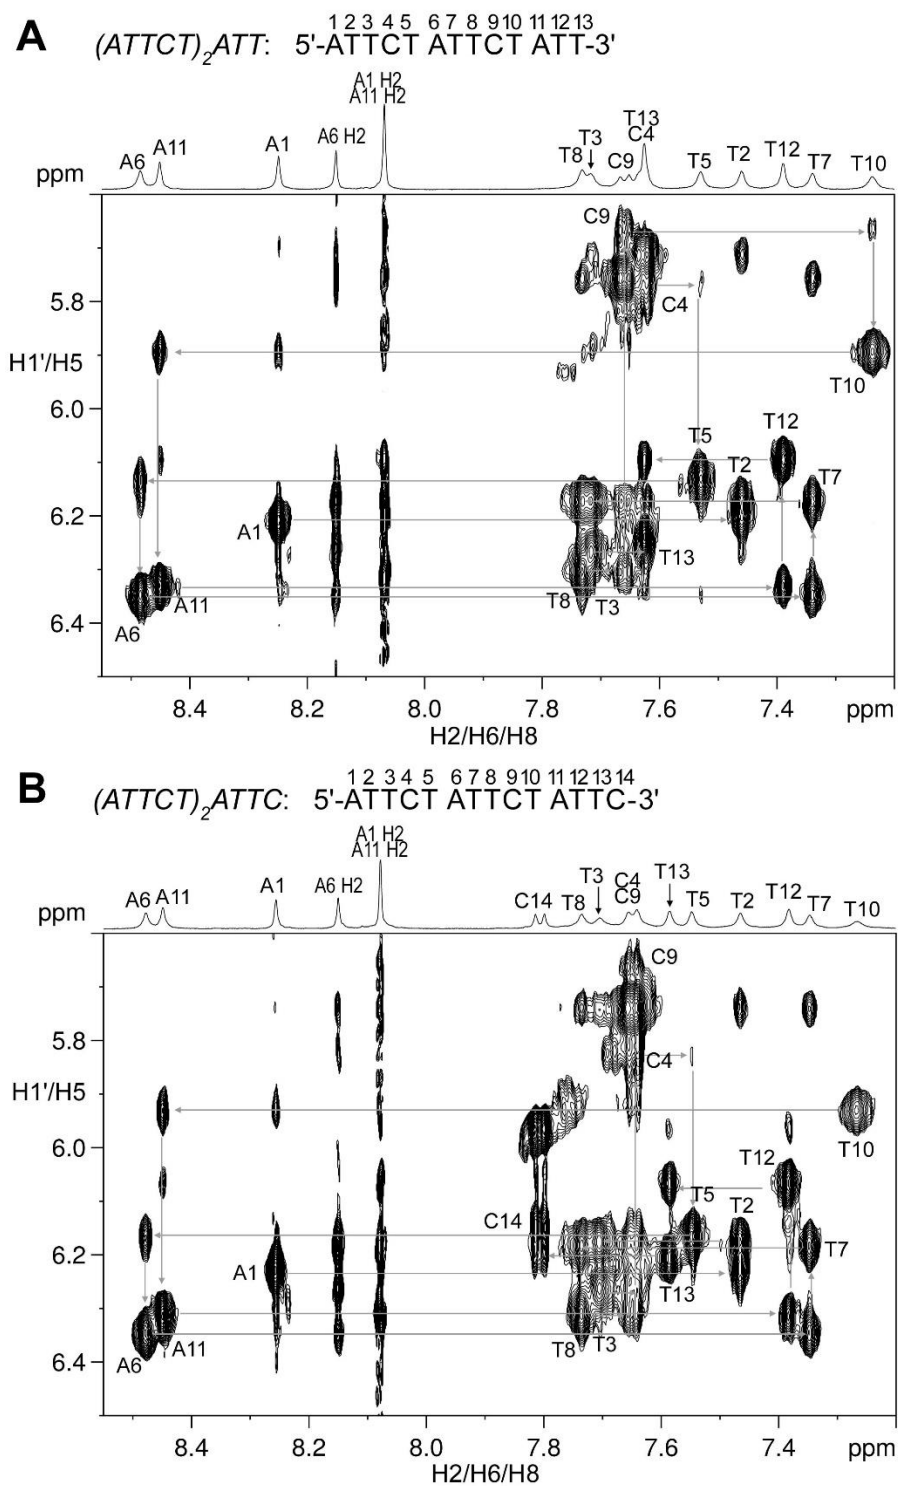 A
1 2 3 4 5 6 7 8 9 10 11 12 13
(ATTCT)2ATT: 5'-ATTCT ATTCT ATT-3'
A1 H2
A11 H2
A6 A11 A1 A6 H2 T8 T3 C9 T13 C4 T5 T2 T12 T7 T10
ppm
C9
5.8
C4
H1'/H5
T10
6.0
T5 T12
T2 T7
6.2
A1
T13
A11 T8 T3
A6
6.4
8.4 8.2 8.0 7.8 7.6 7.4 ppm
H2/H6/H8
B
1 2 3 4 5 6 7 8 9 10 11 12 13 14
(ATTCT)2ATTC: 5'-ATTCT ATTCT ATTC-3'
A1 H2
A11 H2
A6 A11 A1 A6 H2 C14 T8 T3 C4 C9 T13 T5 T2 T12 T7 T10
ppm
C9
5.8
C4
H1'/H5
6.0
T12 T10
C14 T5 T2
T7
6.2
A1
T13
A6 A11 T8 T3
6.4
8.4 8.2 8.0 7.8 7.6 7.4 ppm
H2/H6/H8